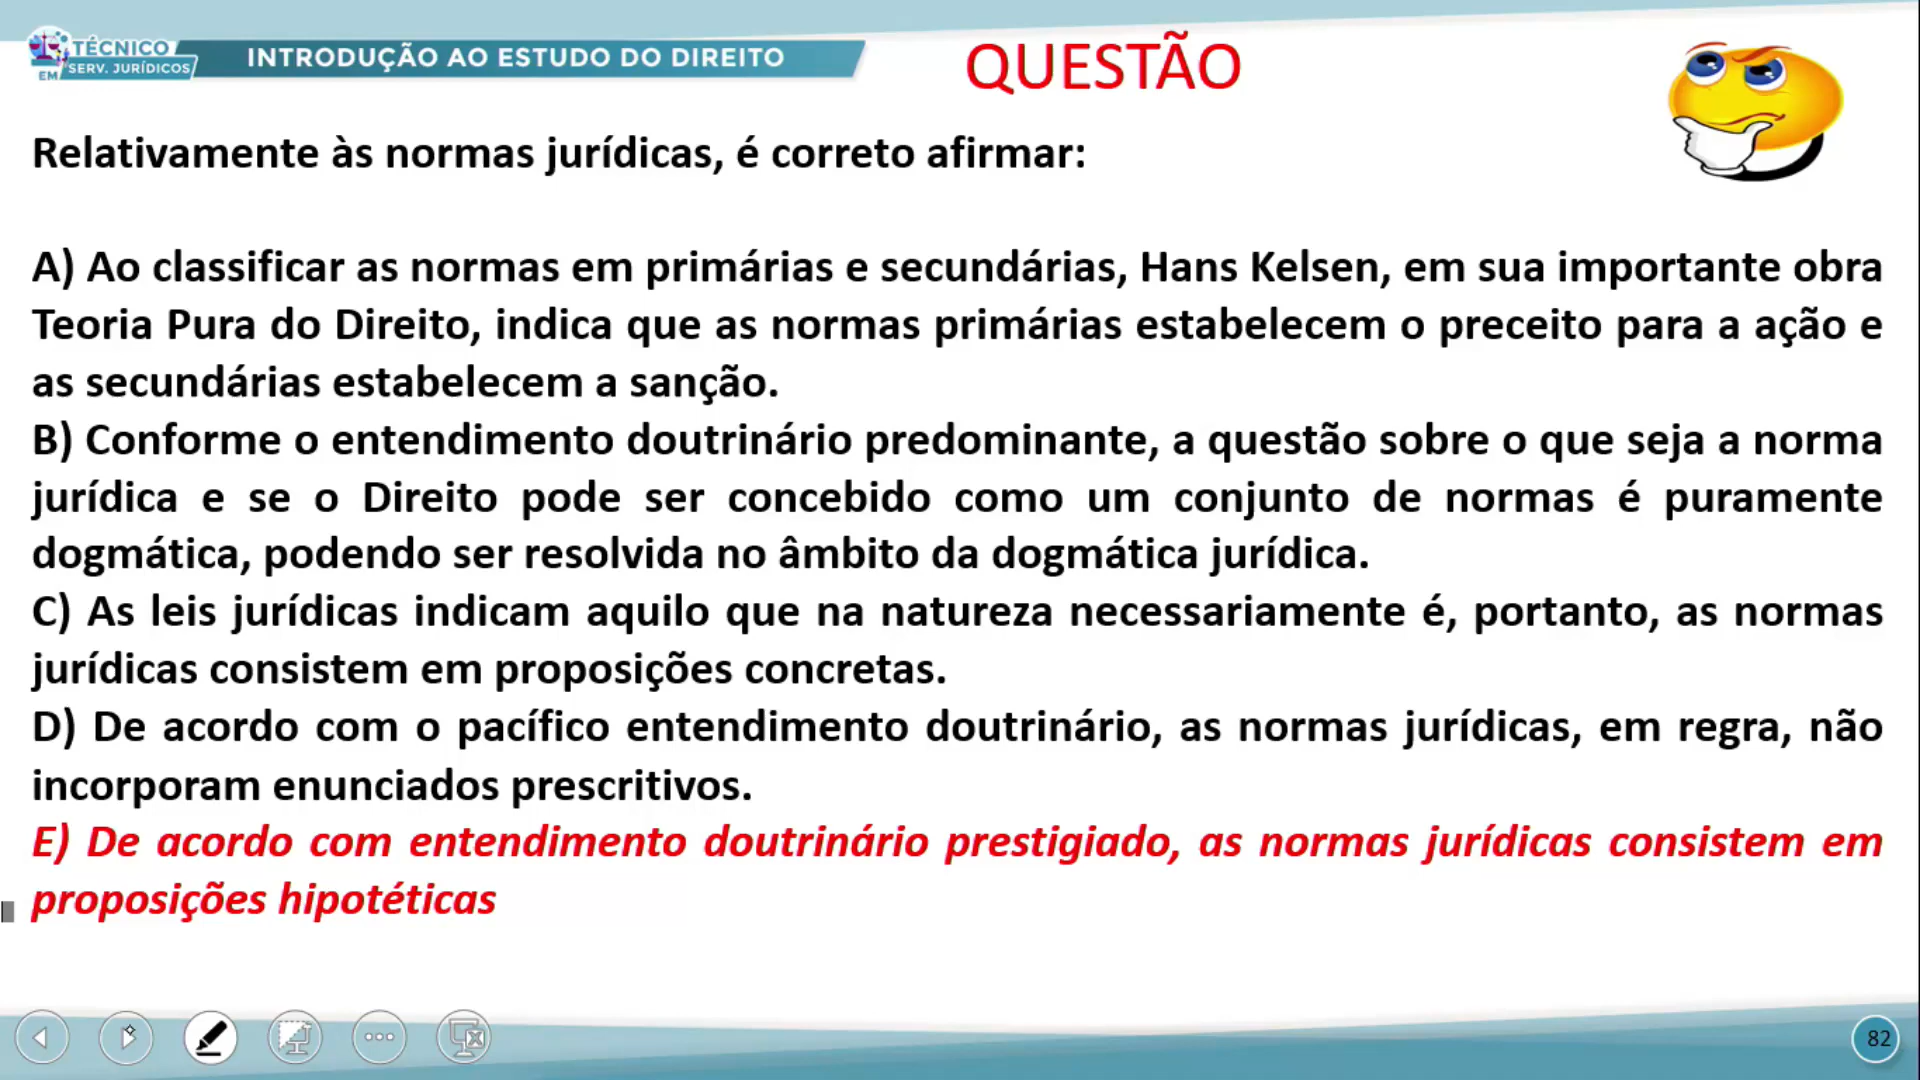 TÉCNICO
EM SERV. JURÍDICOS
INTRODUÇÃO AO ESTUDO DO DIREITO
QUESTÃO
Relativamente às normas jurídicas, é correto afirmar:
A) Ao classificar as normas em primárias e secundárias, Hans Kelsen, em sua importante obra
Teoria Pura do Direito, indica que as normas primárias estabelecem o preceito para a ação e
as secundárias estabelecem a sanção.
B) Conforme o entendimento doutrinário predominante, a questão sobre o que seja a norma
jurídica e se o Direito pode ser concebido como um conjunto de normas é puramente
dogmática, podendo ser resolvida no âmbito da dogmática jurídica.
C) As leis jurídicas indicam aquilo que na natureza necessariamente é, portanto, as normas
jurídicas consistem em proposições concretas.
D) De acordo com o pacífico entendimento doutrinário, as normas jurídicas, em regra, não
incorporam enunciados prescritivos.
E) De acordo com entendimento doutrinário prestigiado, as normas jurídicas consistem em
proposições hipotéticas
82